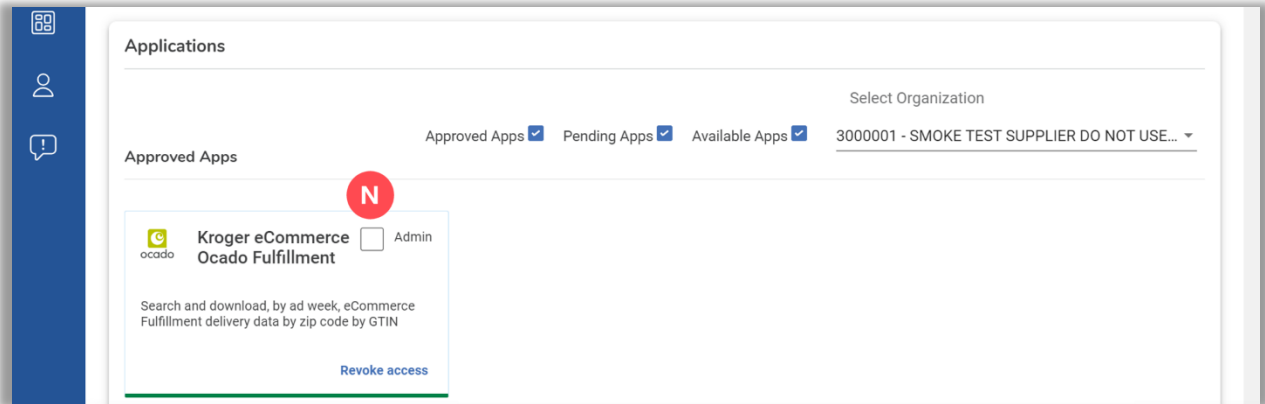 Applications
Select Organization
Approved Apps Pending Apps Available Apps 3000001 - SMOKE TEST SUPPLIER DO NOT USE...
Approved Apps
N
Kroger eCommerce Admin
Ocado Fulfillment
ocado
Search and download, by ad week, eCommerce
Fulfillment delivery data by zip code by GTIN
Revoke access